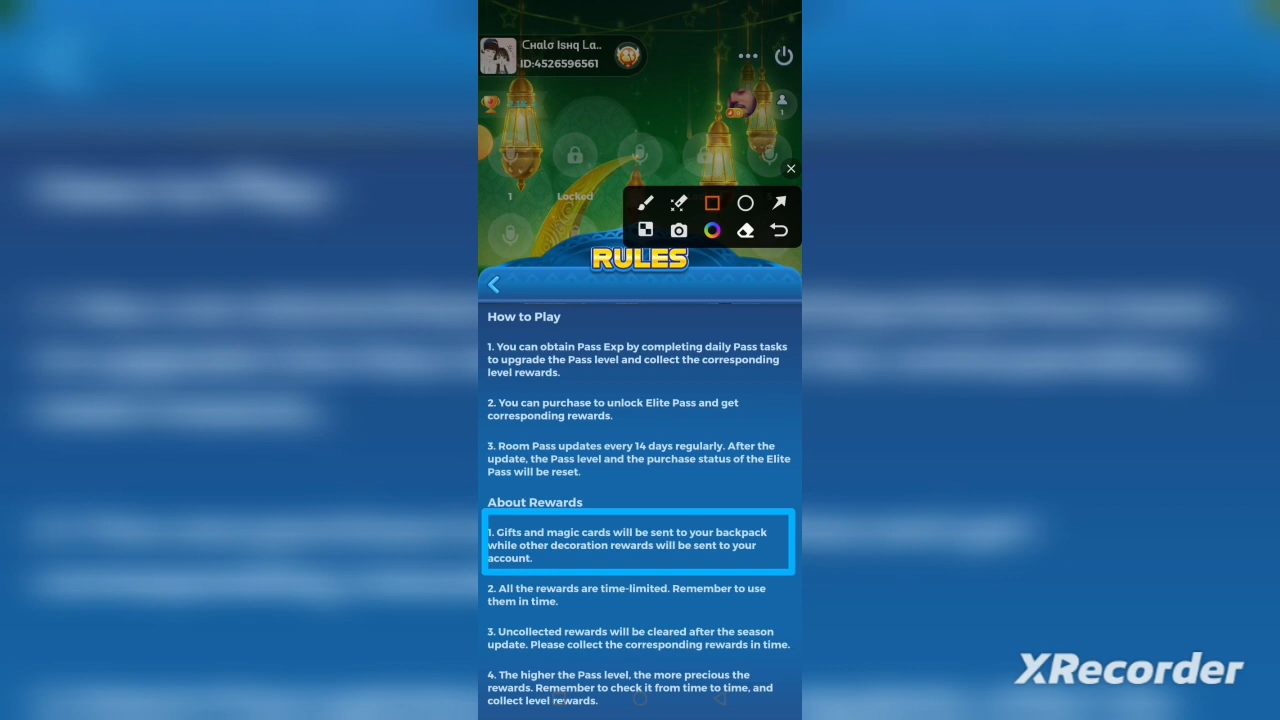 Cнαlσ Isнq La..
ID:4526596561
1
1
Locked
RULES
How to Play
1. You can obtain Pass Exp by completing daily Pass tasks
to upgrade the Pass level and collect the corresponding
level rewards.
2. You can purchase to unlock Elite Pass and get
corresponding rewards.
3. Room Pass updates every 14 days regularly. After the
update, the Pass level and the purchase status of the Elite
Pass will be reset.
About Rewards
1. Gifts and magic cards will be sent to your backpack
while other decoration rewards will be sent to your
account.
2. All the rewards are time-limited. Remember to use
them in time.
3. Uncollected rewards will be cleared after the season
update. Please collect the corresponding rewards in time.
4. The higher the Pass level, the more precious the
rewards. Remember to check it from time to time, and
collect level rewards.
XRecorder